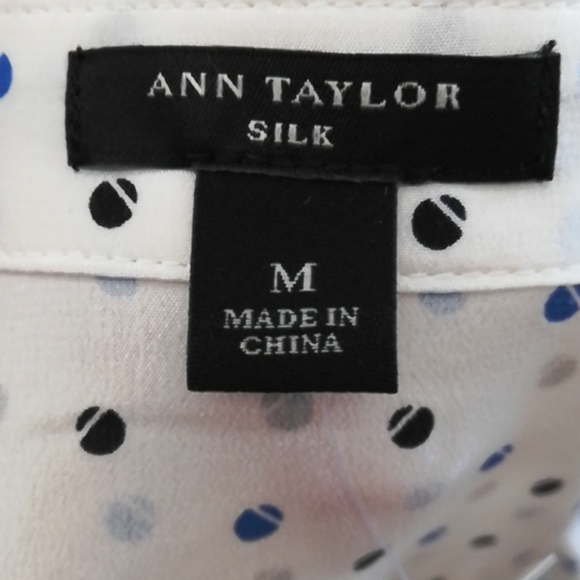 ANN TAYLOR
SILK
M
MADE IN
CHINA